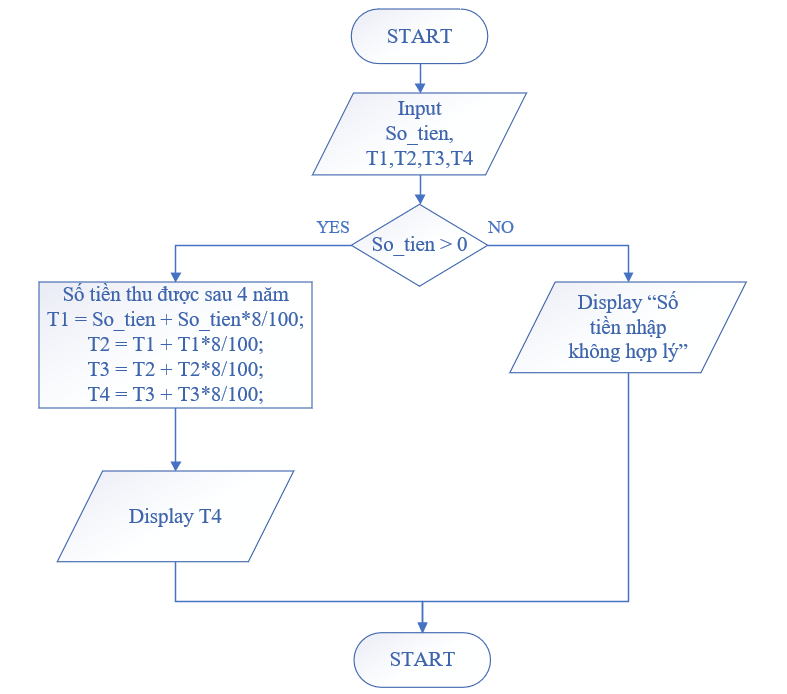 START
Input
So_tien,
T1,T2,T3,T4
YES
So_tien > 0
NO
Số tiền thu được sau 4 năm
T1 = So_tien + So_tien*8/100;
T2 = T1 + T1*8/100;
T3 = T2 + T2*8/100;
T4 = T3 + T3*8/100;
Display “Số
tiền nhập
không hợp lý”
Display T4
START